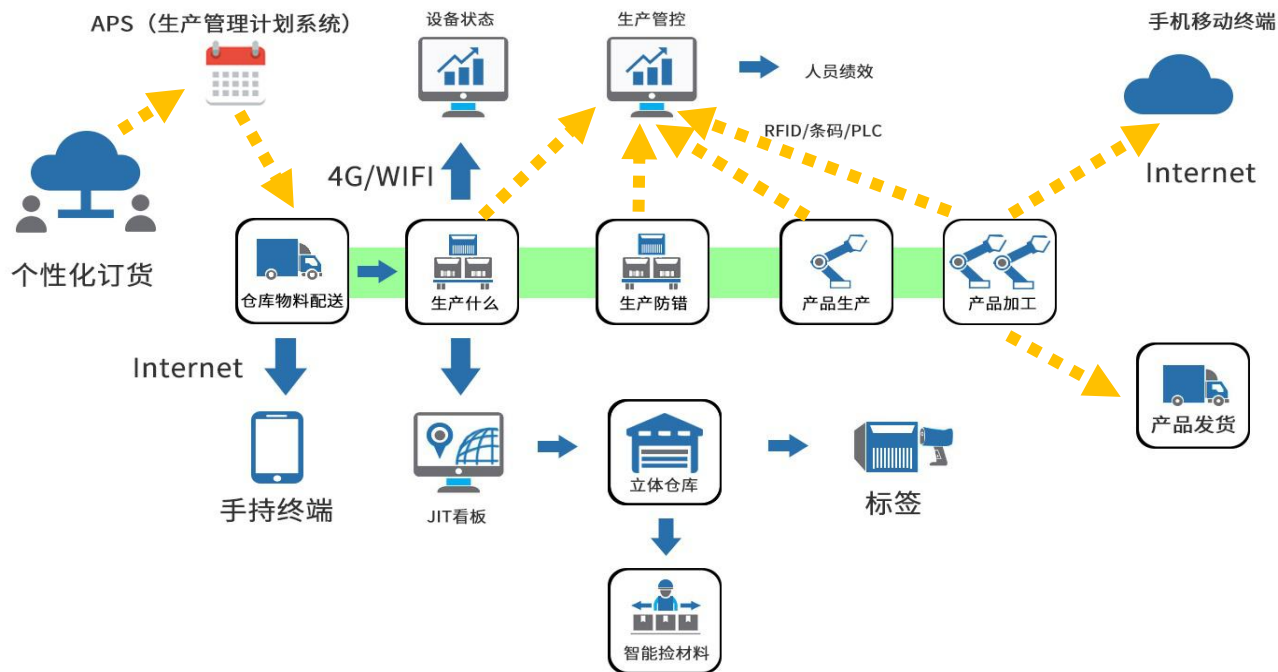 APS（生产管理计划系统）
设备状态
生产管控
手机移动终端
人员绩效
RFID/条码/PLC
4G/WIFI
Internet
个性化订货
仓库物料配送
生产什么
生产防错
产品生产
产品加工
Internet
产品发货
手持终端
JIT看板
立体仓库
标签
智能捡材料